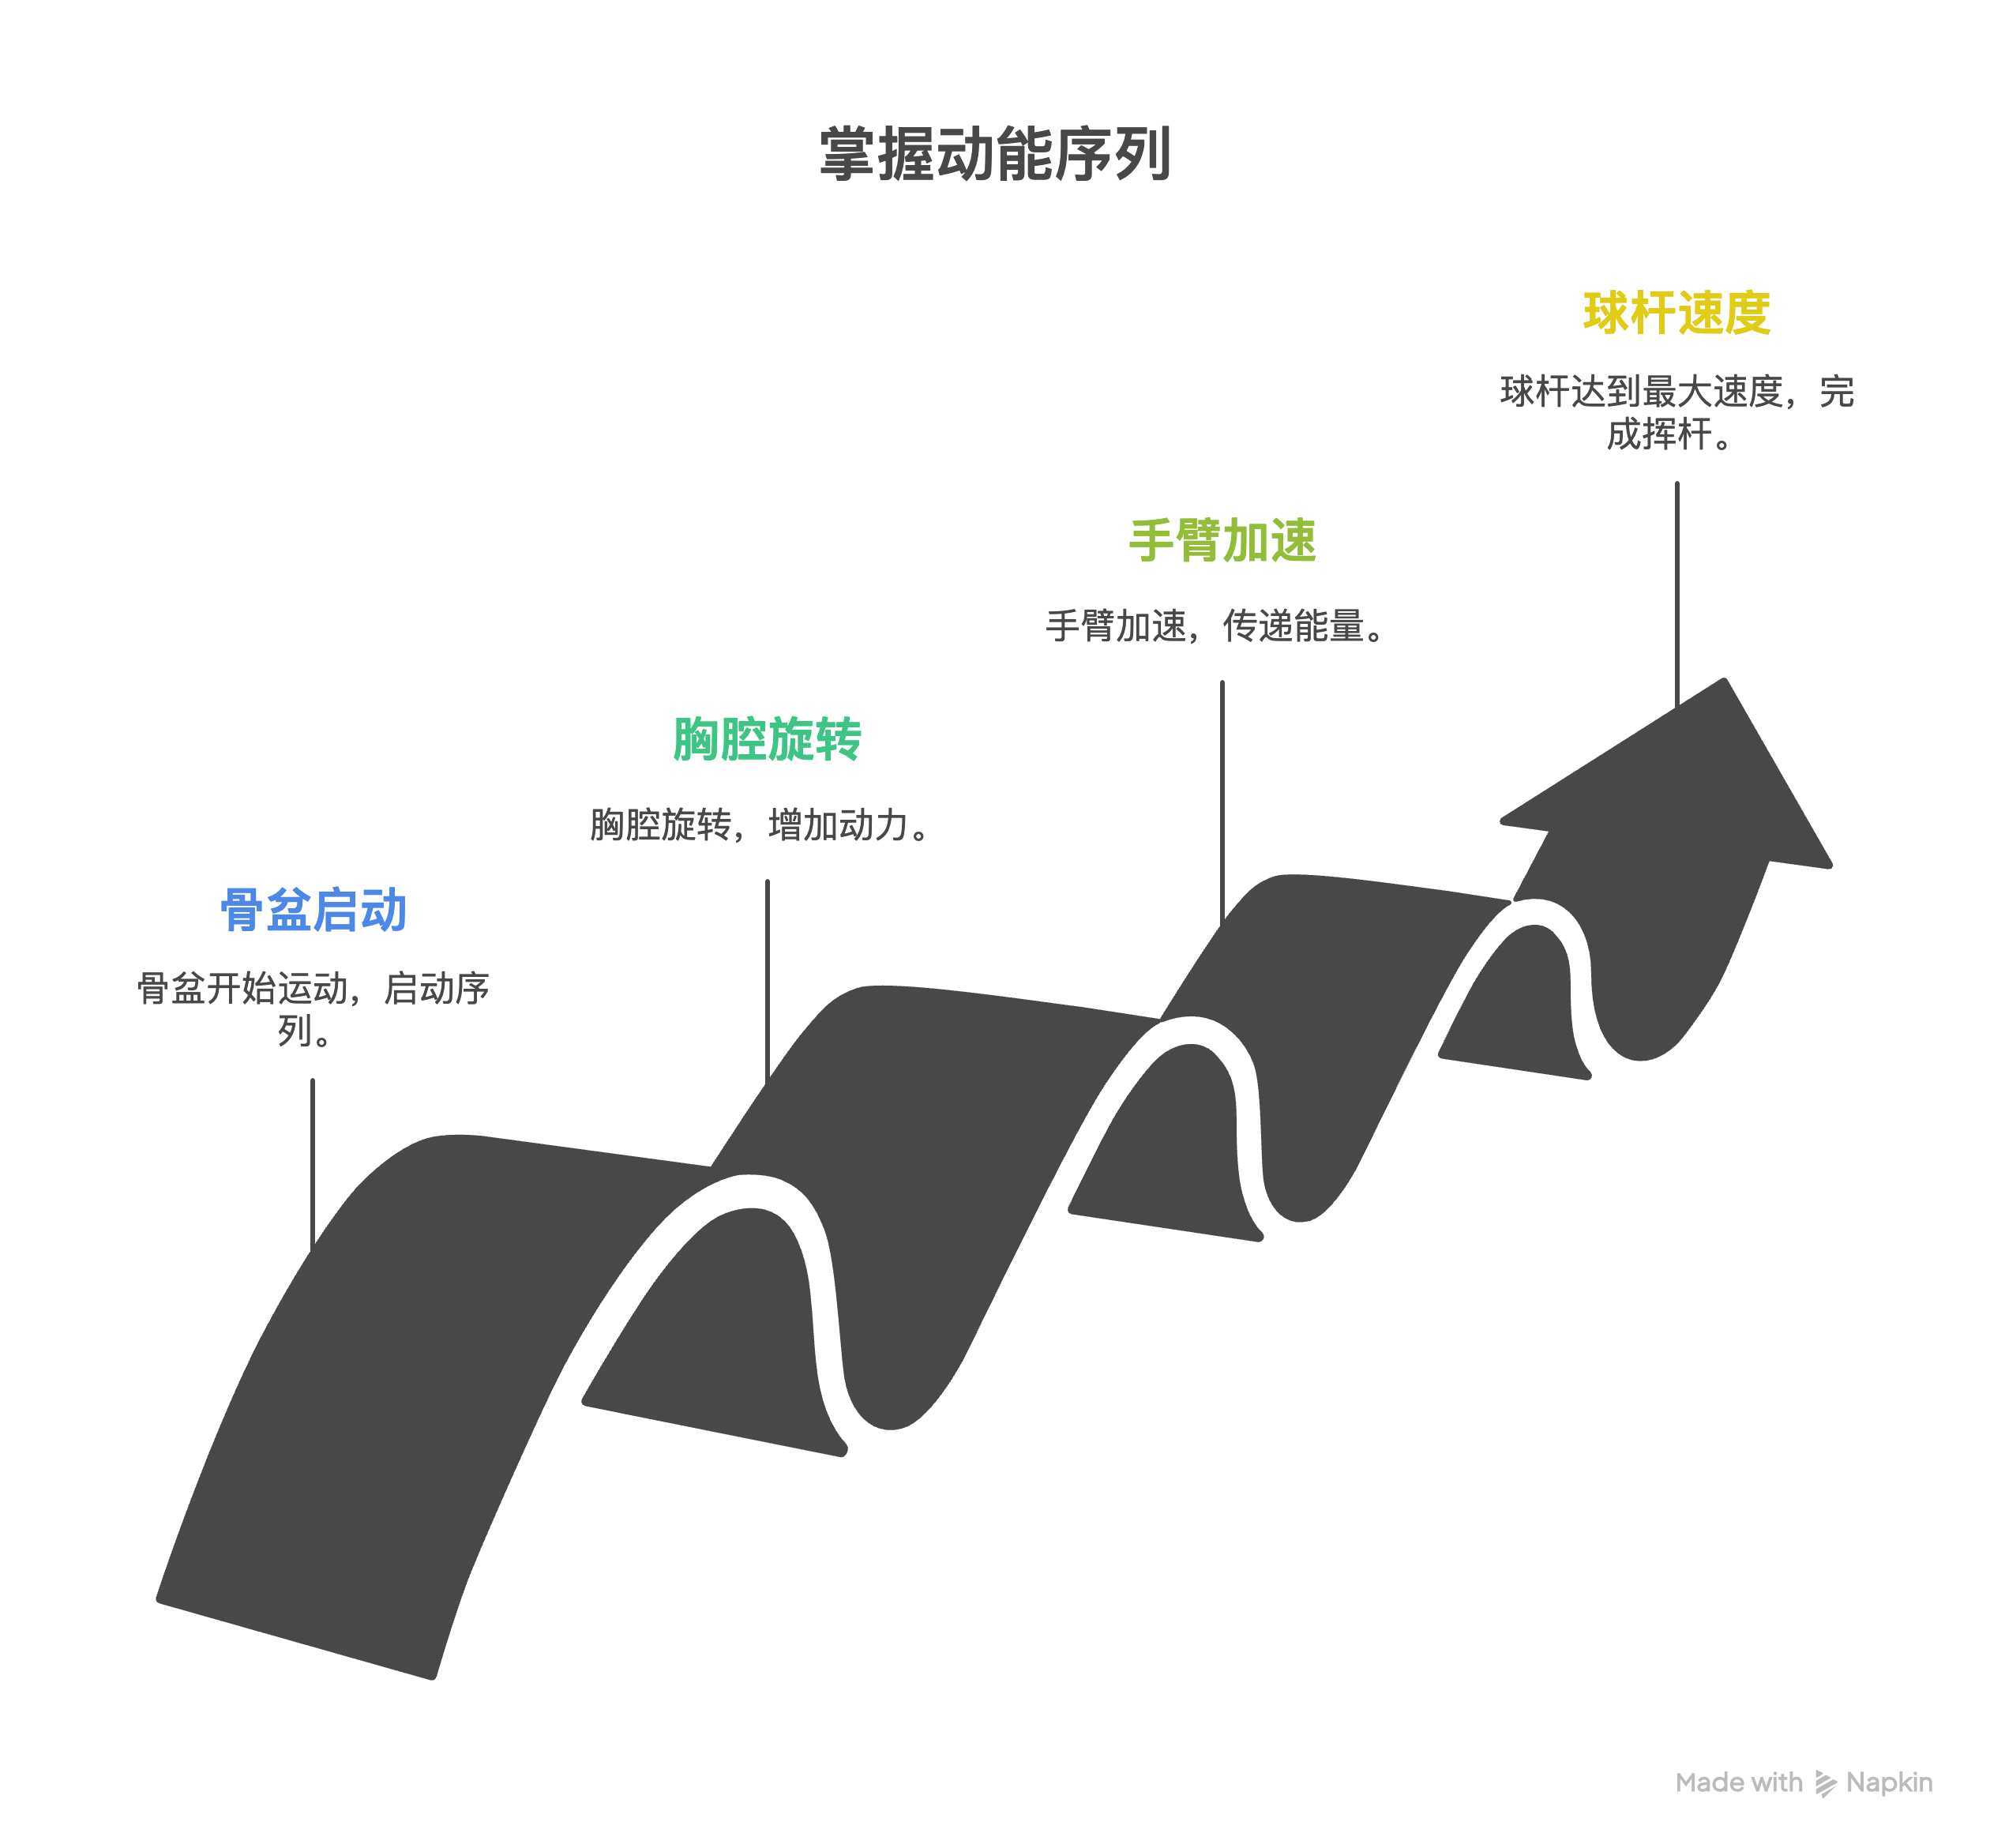 掌握动能序列
球杆速度
球杆达到最大速度，完
成挥杆。
手臂加速
手臂加速，传递能量。
胸腔旋转
胸腔旋转，增加动力。
骨盆启动
骨盆开始运动，启动序
列。
Made with Napkin